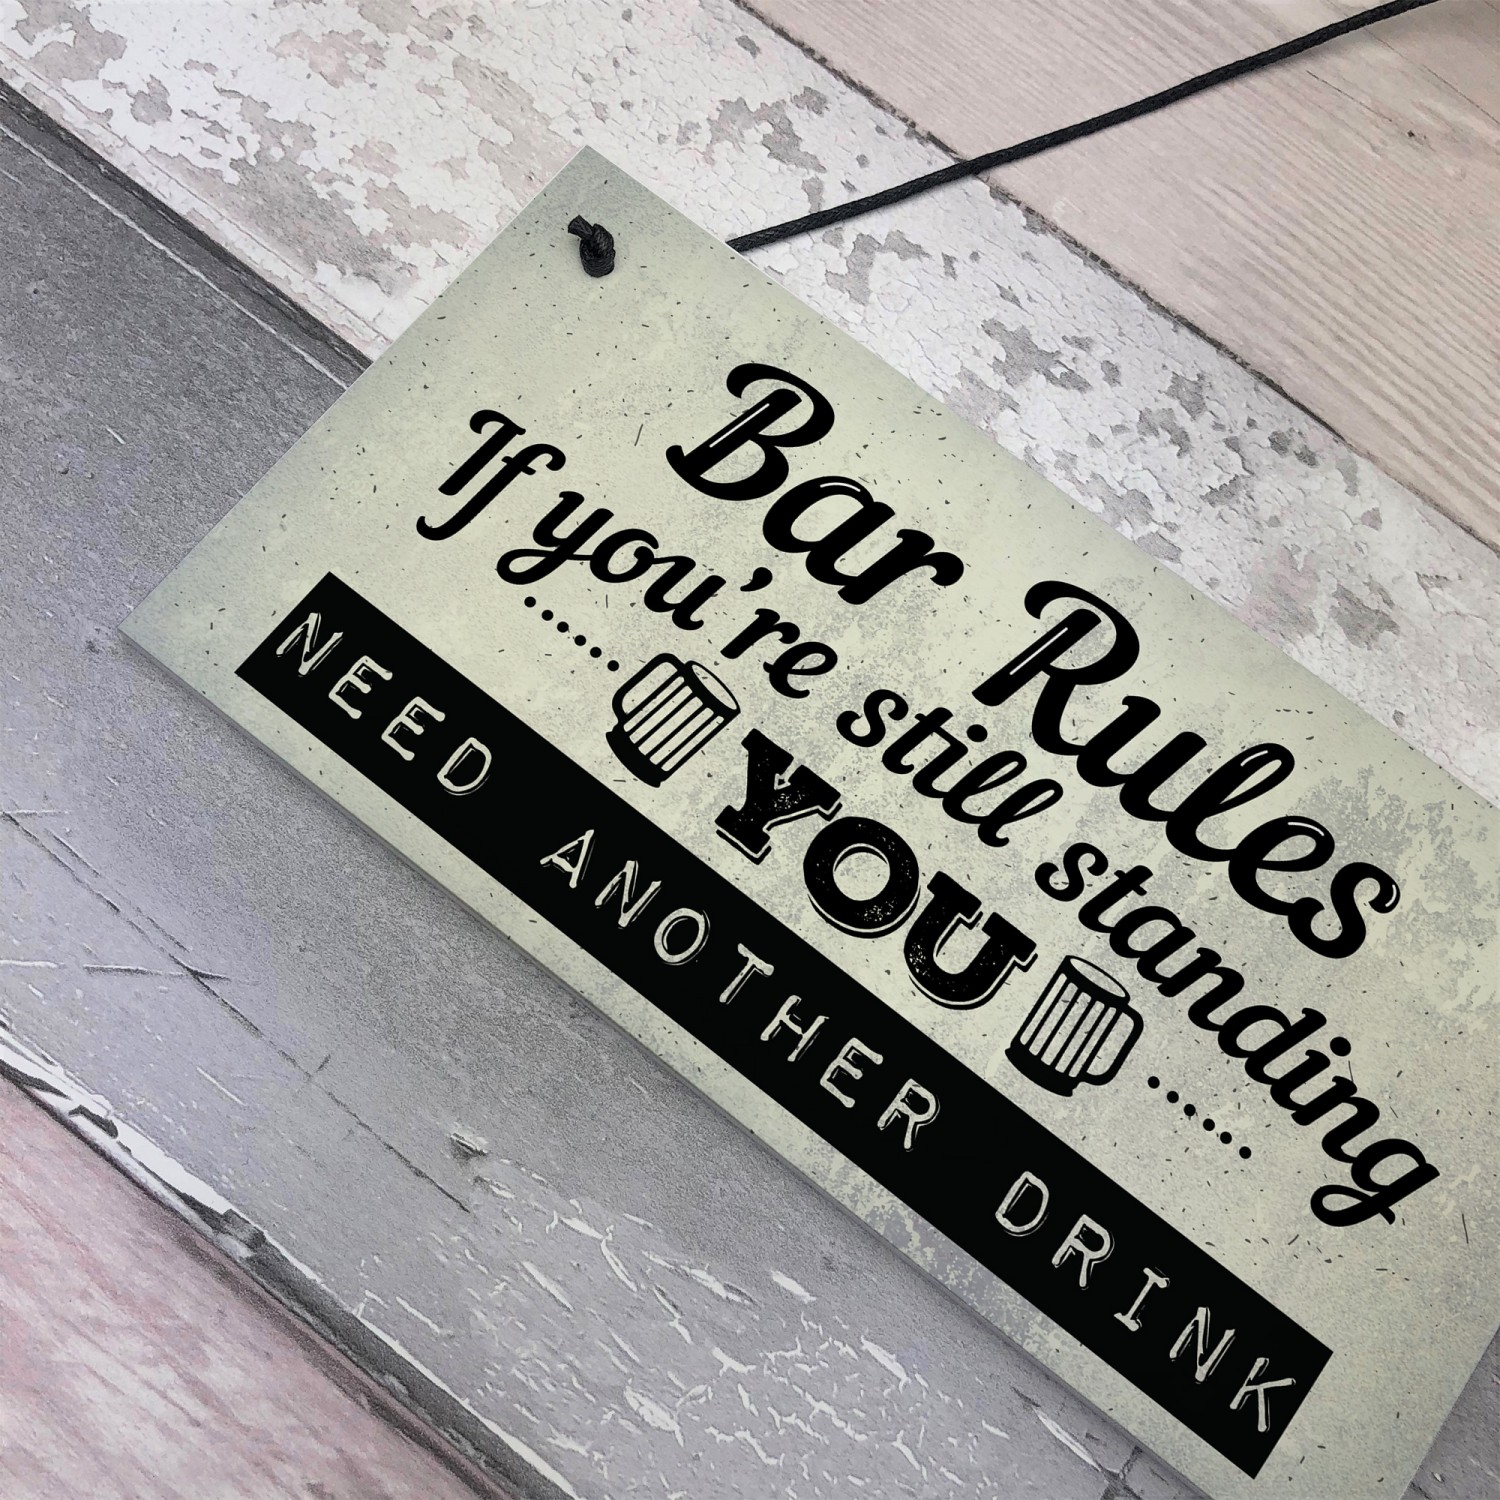 Bar Rules
If you're still standing
YOU
NEED ANOTHER DRINK